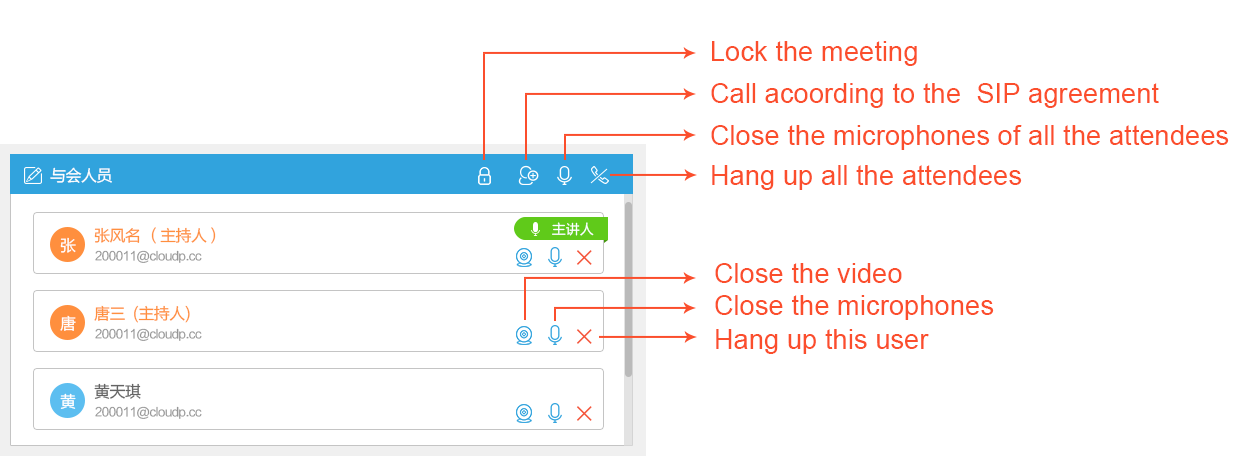 Lock the meeting
Call acoording to the  SIP agreement
Close the microphones of all the attendees
Hang up all the attendees
与会人员
张
张风名（主持人）
200011@cloudp.cc
主讲人
Close the video
Close the microphones
Hang up this user
唐
唐三 (主持人)
200011@cloudp.cc
黄
黄天琪
200011@cloudp.cc